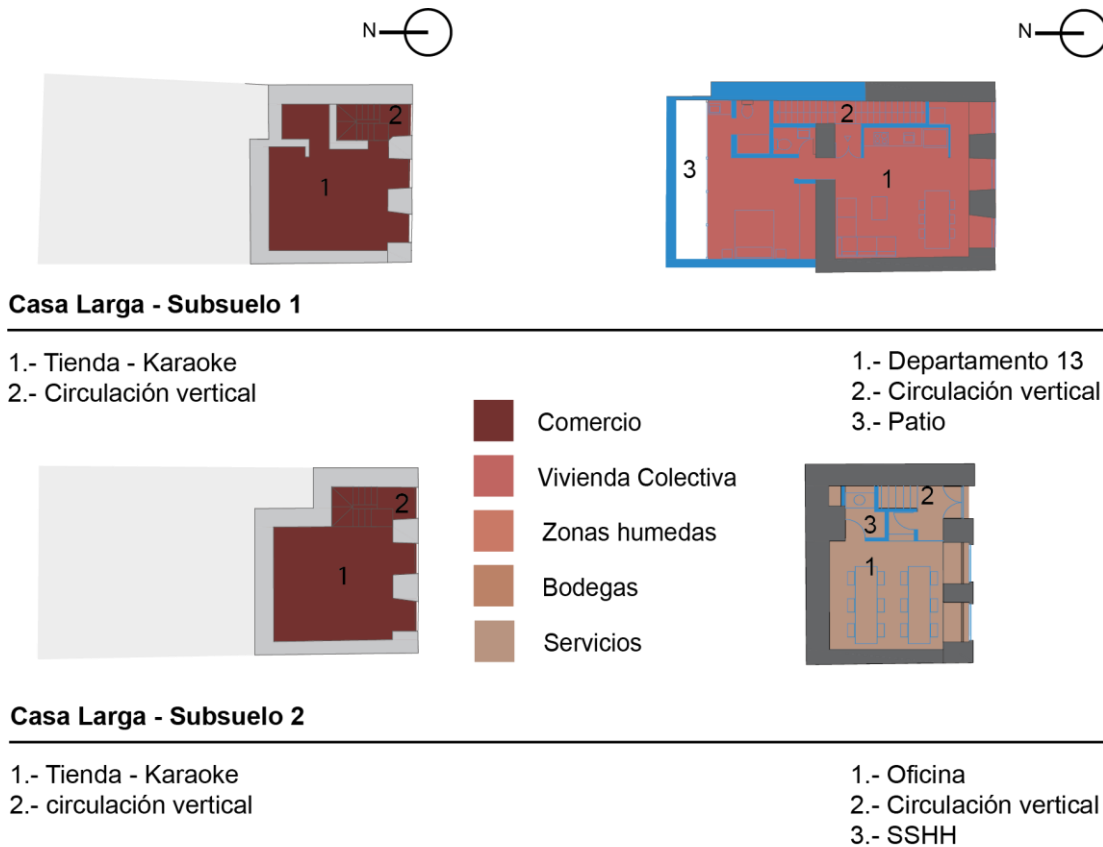 N
N
2
1
2
3
1
Casa Larga - Subsuelo 1
1.- Tienda - Karaoke
2.- Circulación vertical
1.- Departamento 13
2.- Circulación vertical
3.- Patio
Comercio
Vivienda Colectiva
Zonas humedas
Bodegas
Servicios
2
1
2
3
1
Casa Larga - Subsuelo 2
1.- Tienda - Karaoke
2.- circulación vertical
1.- Oficina
2.- Circulación vertical
3.- SSHH